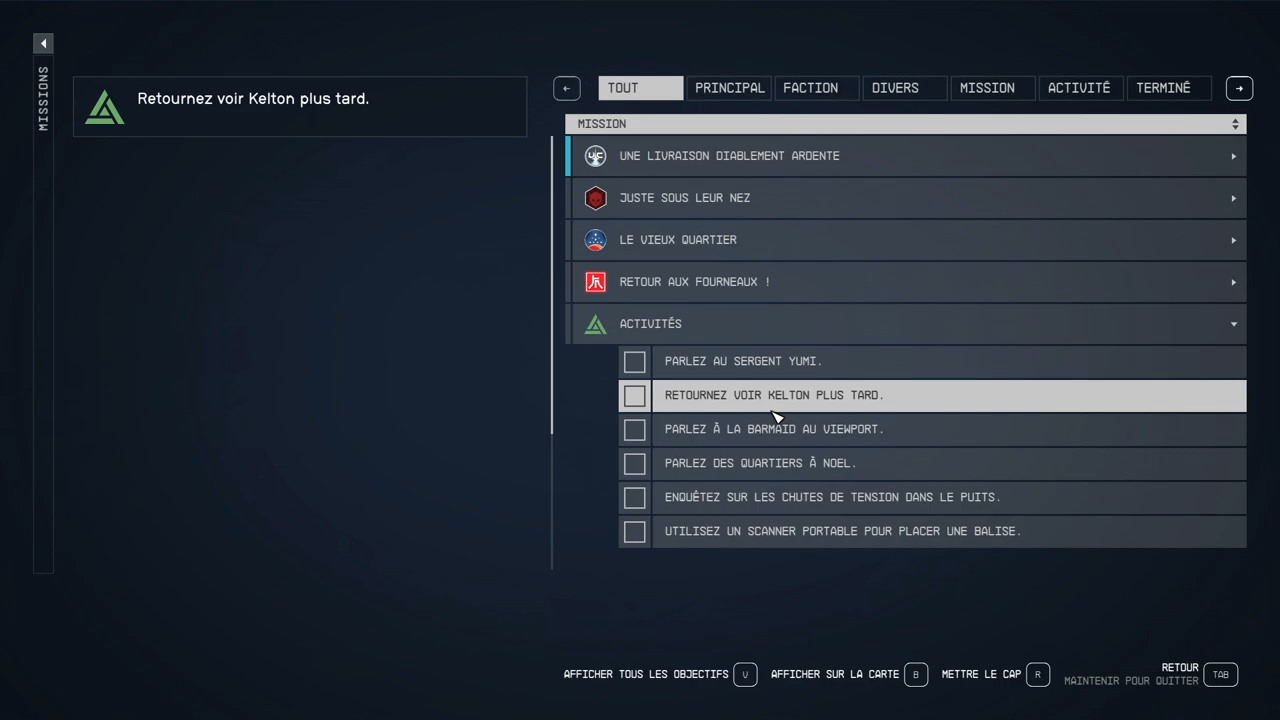 MISSIONS
Retournez voir Kelton plus tard.
TOUT
PRINCIPAL
FACTION
DIVERS
MISSION
ACTIVITÉ
TERMINÉ
MISSION
UNE LIVRAISON DIABLEMENT ARDENTE
JUSTE SOUS LEUR NEZ
LE VIEUX QUARTIER
RETOUR AUX FOURNEAUX !
ACTIVITÉS
PARLEZ AU SERGENT YUMI.
RETOURNEZ VOIR KELTON PLUS TARD.
PARLEZ À LA BARMAID AU VIEWPORT.
PARLEZ DES QUARTIERS À NOEL.
ENQUÊTEZ SUR LES CHUTES DE TENSION DANS LE PUITS.
UTILISEZ UN SCANNER PORTABLE POUR PLACER UNE BALISE.
AFFICHER TOUS LES OBJECTIFS V
AFFICHER SUR LA CARTE B
METTRE LE CAP R
RETOUR
MAINTENIR POUR QUITTER TAB